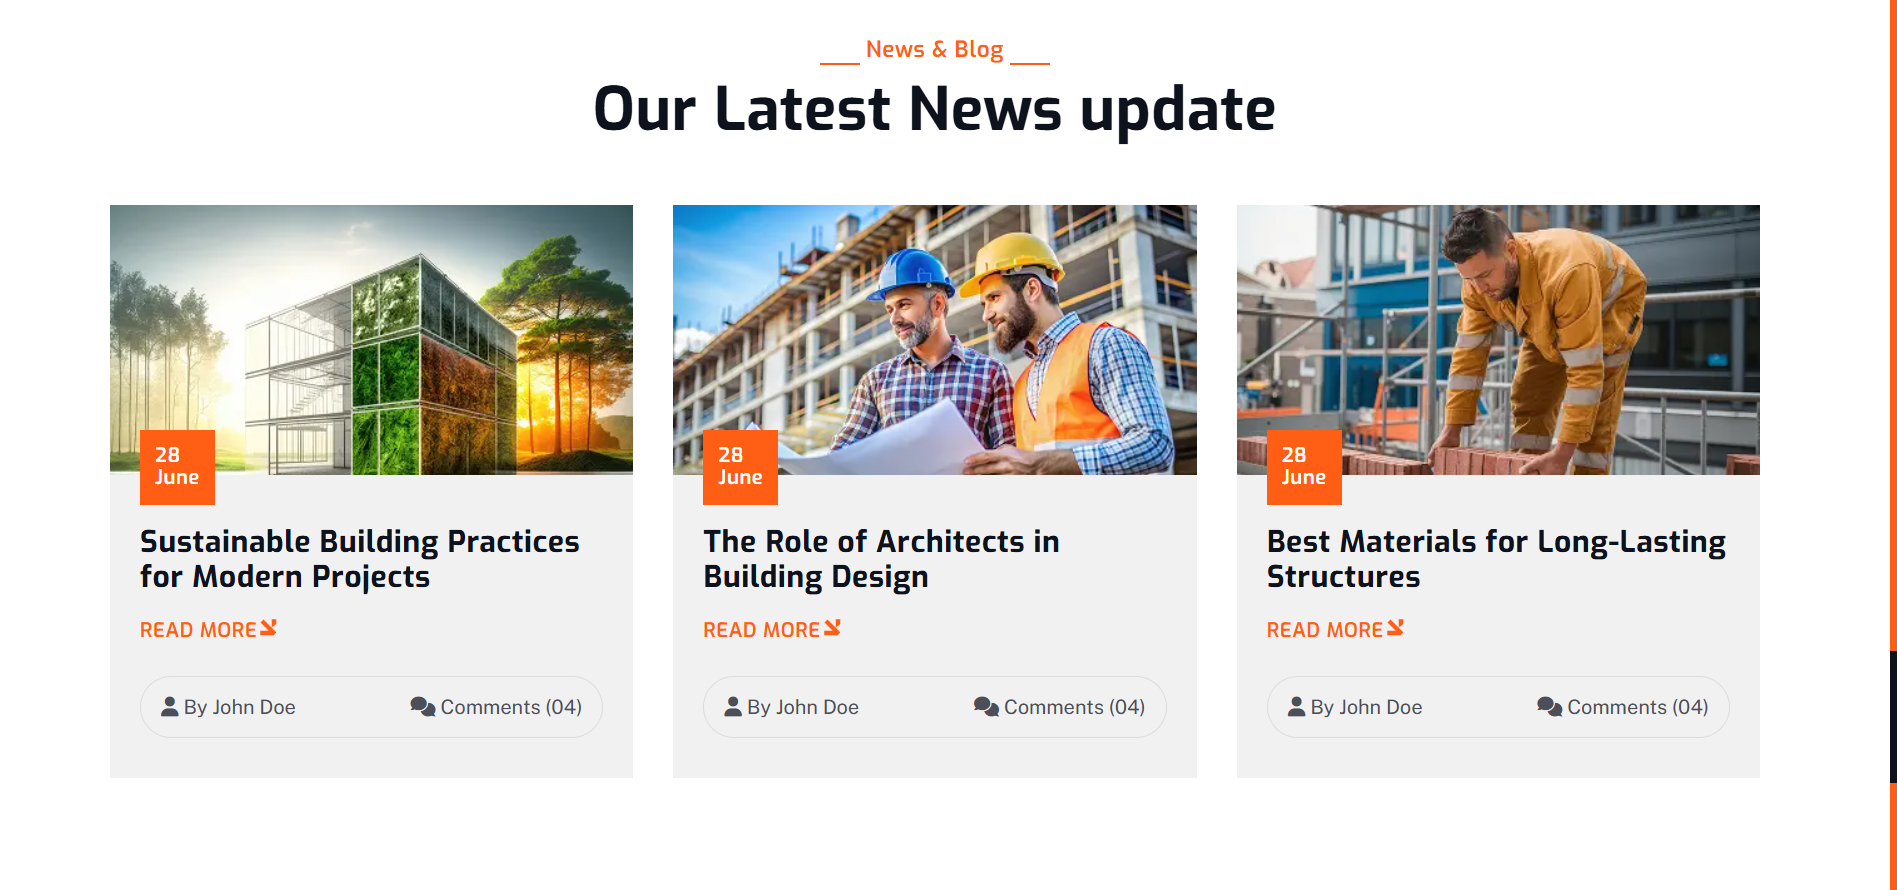 News & Blog
Our Latest News update
28
June
Sustainable Building Practices
for Modern Projects
READ MORE
By John Doe
Comments (04)
28
June
The Role of Architects in
Building Design
READ MORE
By John Doe
Comments (04)
28
June
Best Materials for Long-Lasting
Structures
READ MORE
By John Doe
Comments (04)